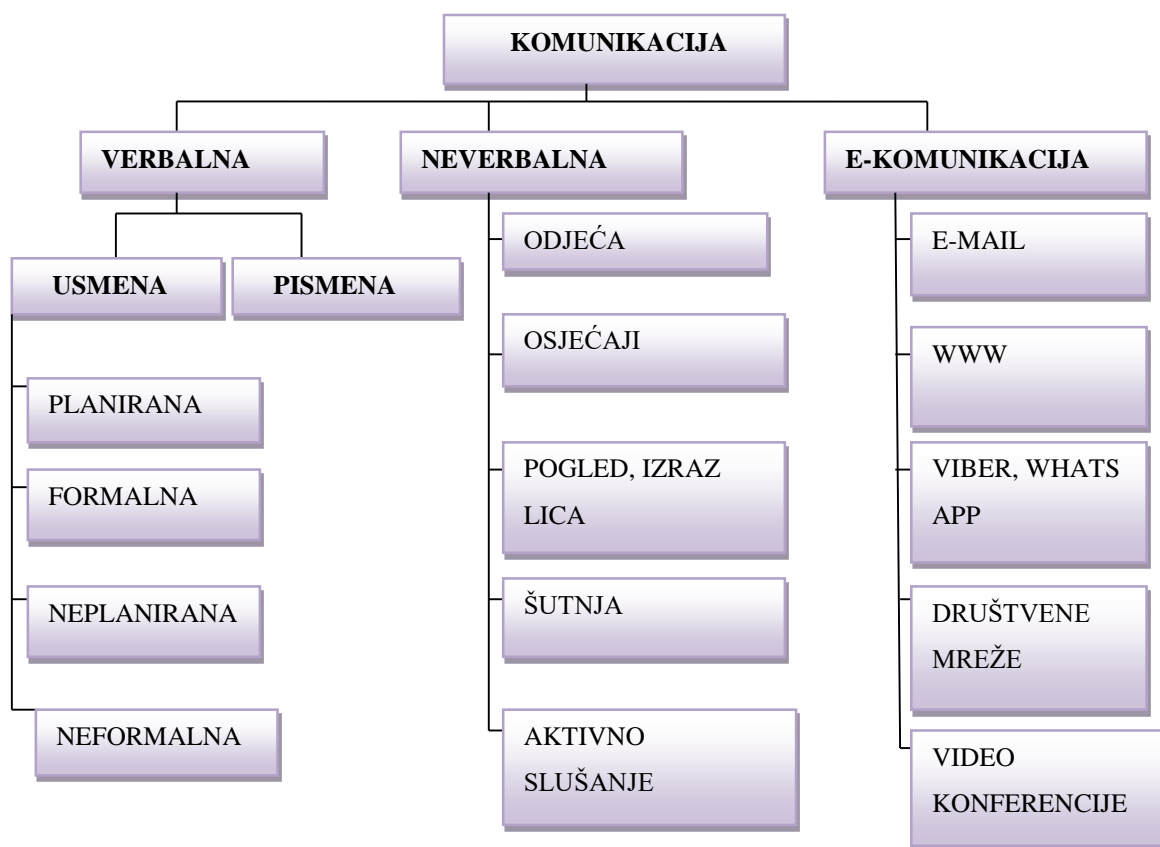 KOMUNIKACIJA
VERBALNA
NEVERBALNA
E-KOMUNIKACIJA
USMENA
PISMENA
PLANIRANA
FORMALNA
NEPLANIRANA
NEFORMALNA
ODJEĆA
OSJEĆAJI
POGLED, IZRAZ
LICA
ŠUTNJA
AKTIVNO
SLUŠANJE
E-MAIL
WWW
VIBER, WHATS
APP
DRUŠTVENE
MREŽE
VIDEO
KONFERENCIJE